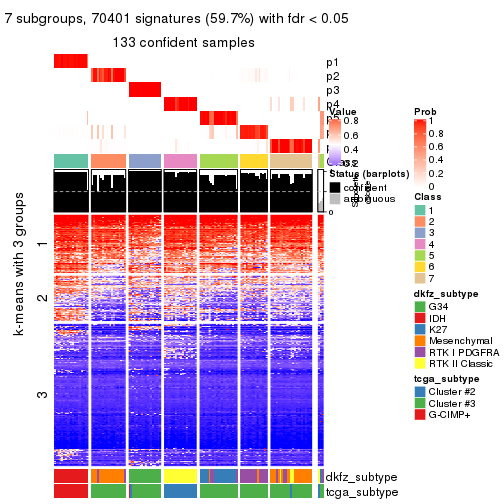 7 subgroups, 70401 signatures (59.7%) with fdr < 0.05
133 confident samples
p1
p2
p3
p4
k-means with 3 groups
1
2
3
Value
0.8
0.6
0.4
0.2
Status (barplots)
confident
ambiguous
0
Prob
1
0.8
0.6
0.4
0.2
0
Class
1
2
3
4
5
6
7
dkfz_subtype
G34
IDH
K27
Mesenchymal
RTK I PDGFRA
RTK II Classic
tcga_subtype
Cluster #2
Cluster #3
G-CIMP+
dkfz_subtype
tcga_subtype